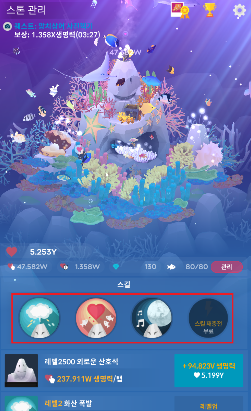 스톤 관리
보상: 1.358X생명력(03:27)
5.253Y
47.582W
1.358W
130
80/80
관리
스킬
레벨2500 외로운 산호석
237.911W 생명력/탭
+94.823V 생명력
5.199Y
레벨2 화산 폭발